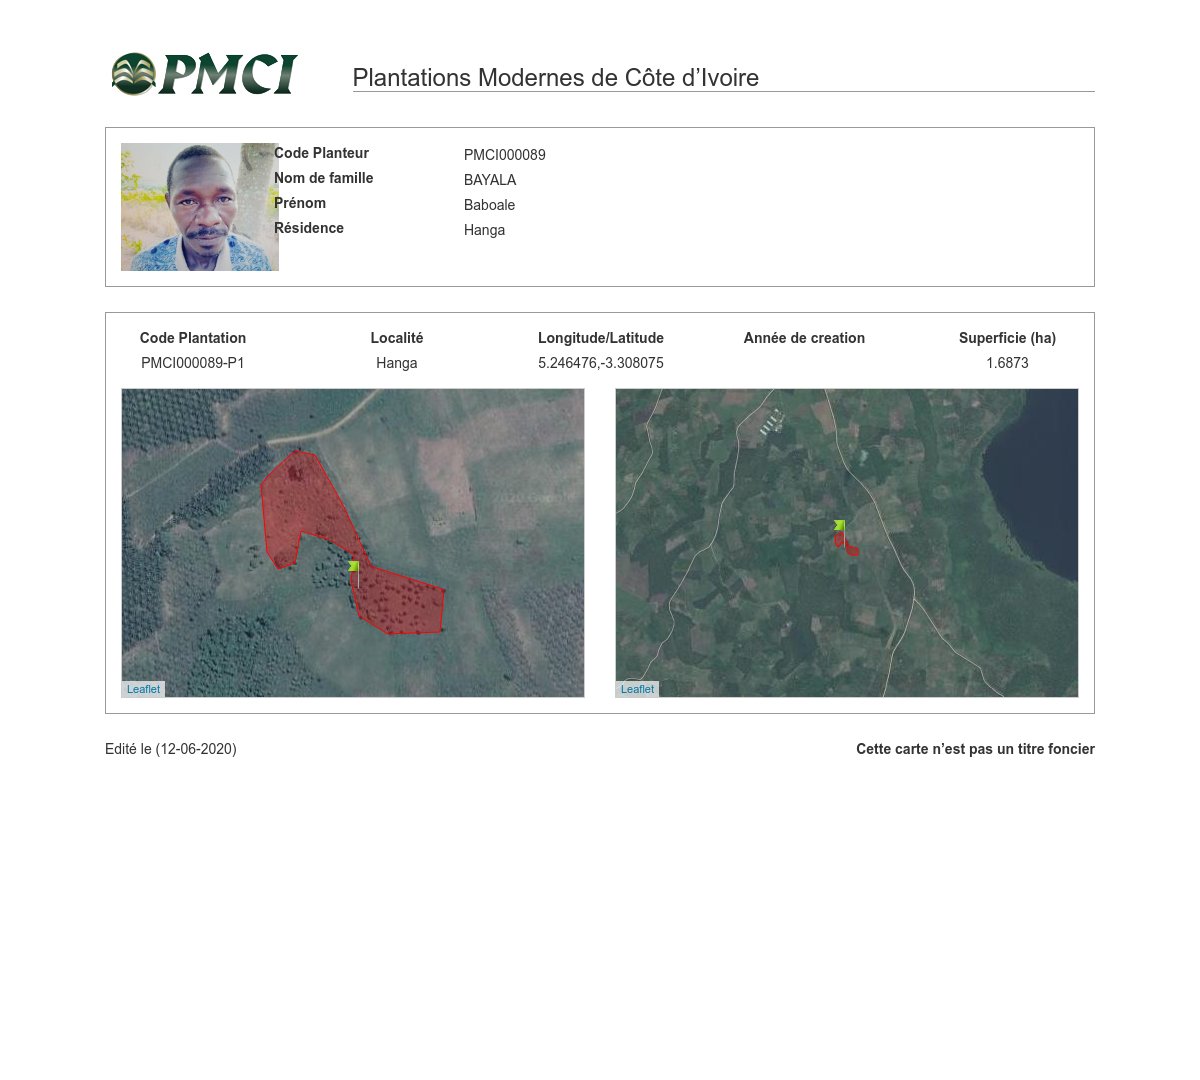 PMCI
Plantations Modernes de Côte d’Ivoire
Code Planteur PMCI000089
Nom de famille BAYALA
Prénom Baboale
Résidence Hanga
Code Plantation Localité Longitude/Latitude Année de creation Superficie (ha)
PMCI000089-P1 Hanga 5.246476,-3.308075 1.6873
Leaflet Leaflet
Edité le (12-06-2020) Cette carte n’est pas un titre foncier